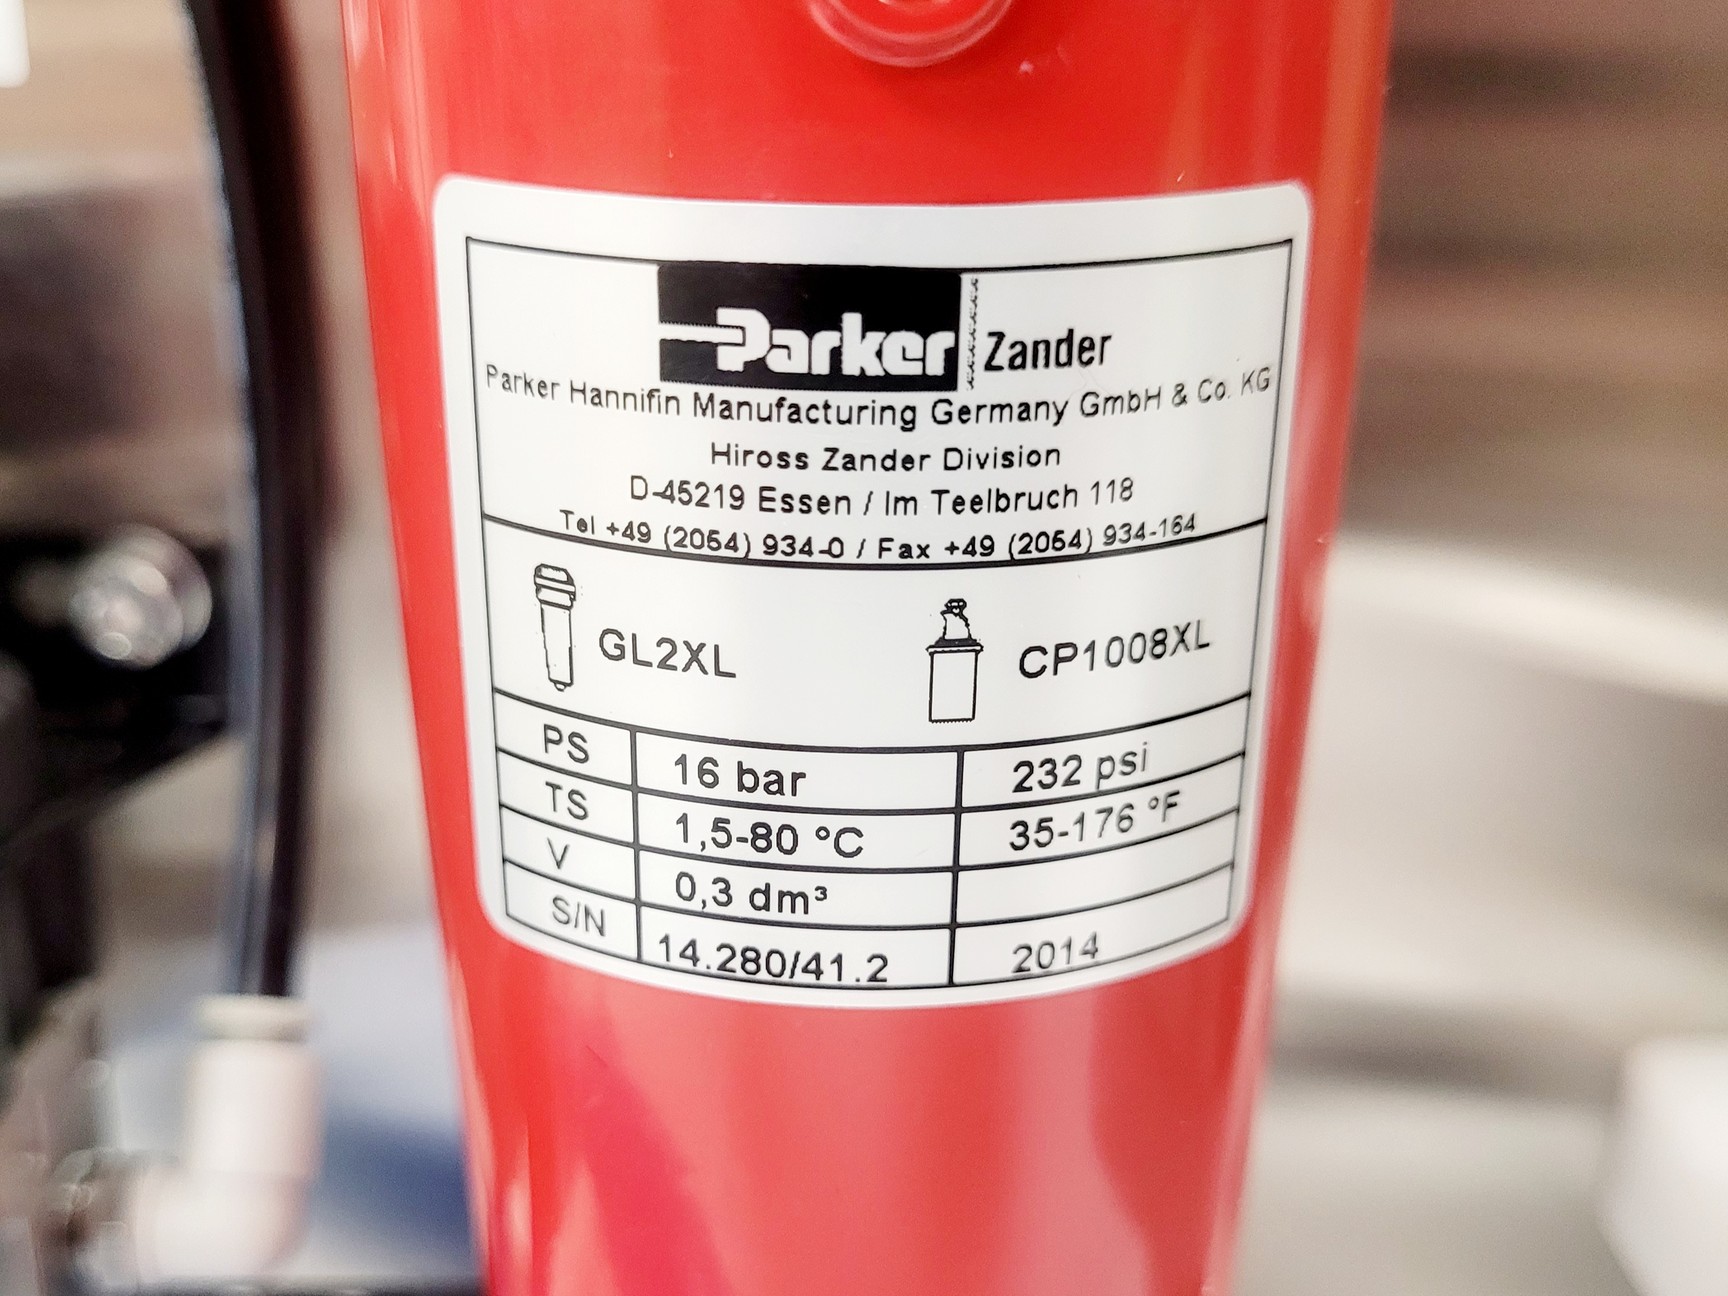 Parker Zander
Parker Hannifin Manufacturing Germany GmbH & Co. KG
Hiross Zander Division
D-45219 Essen / Im Teelbruch 118
Tel +49 (2054) 934-0 / Fax +49 (2054) 934-164
GL2XL CP1008XL
PS 16 bar 232 psi
TS 1,5-80 °C 35-176 °F
V 0,3 dm³
S/N 14.280/41.2 2014